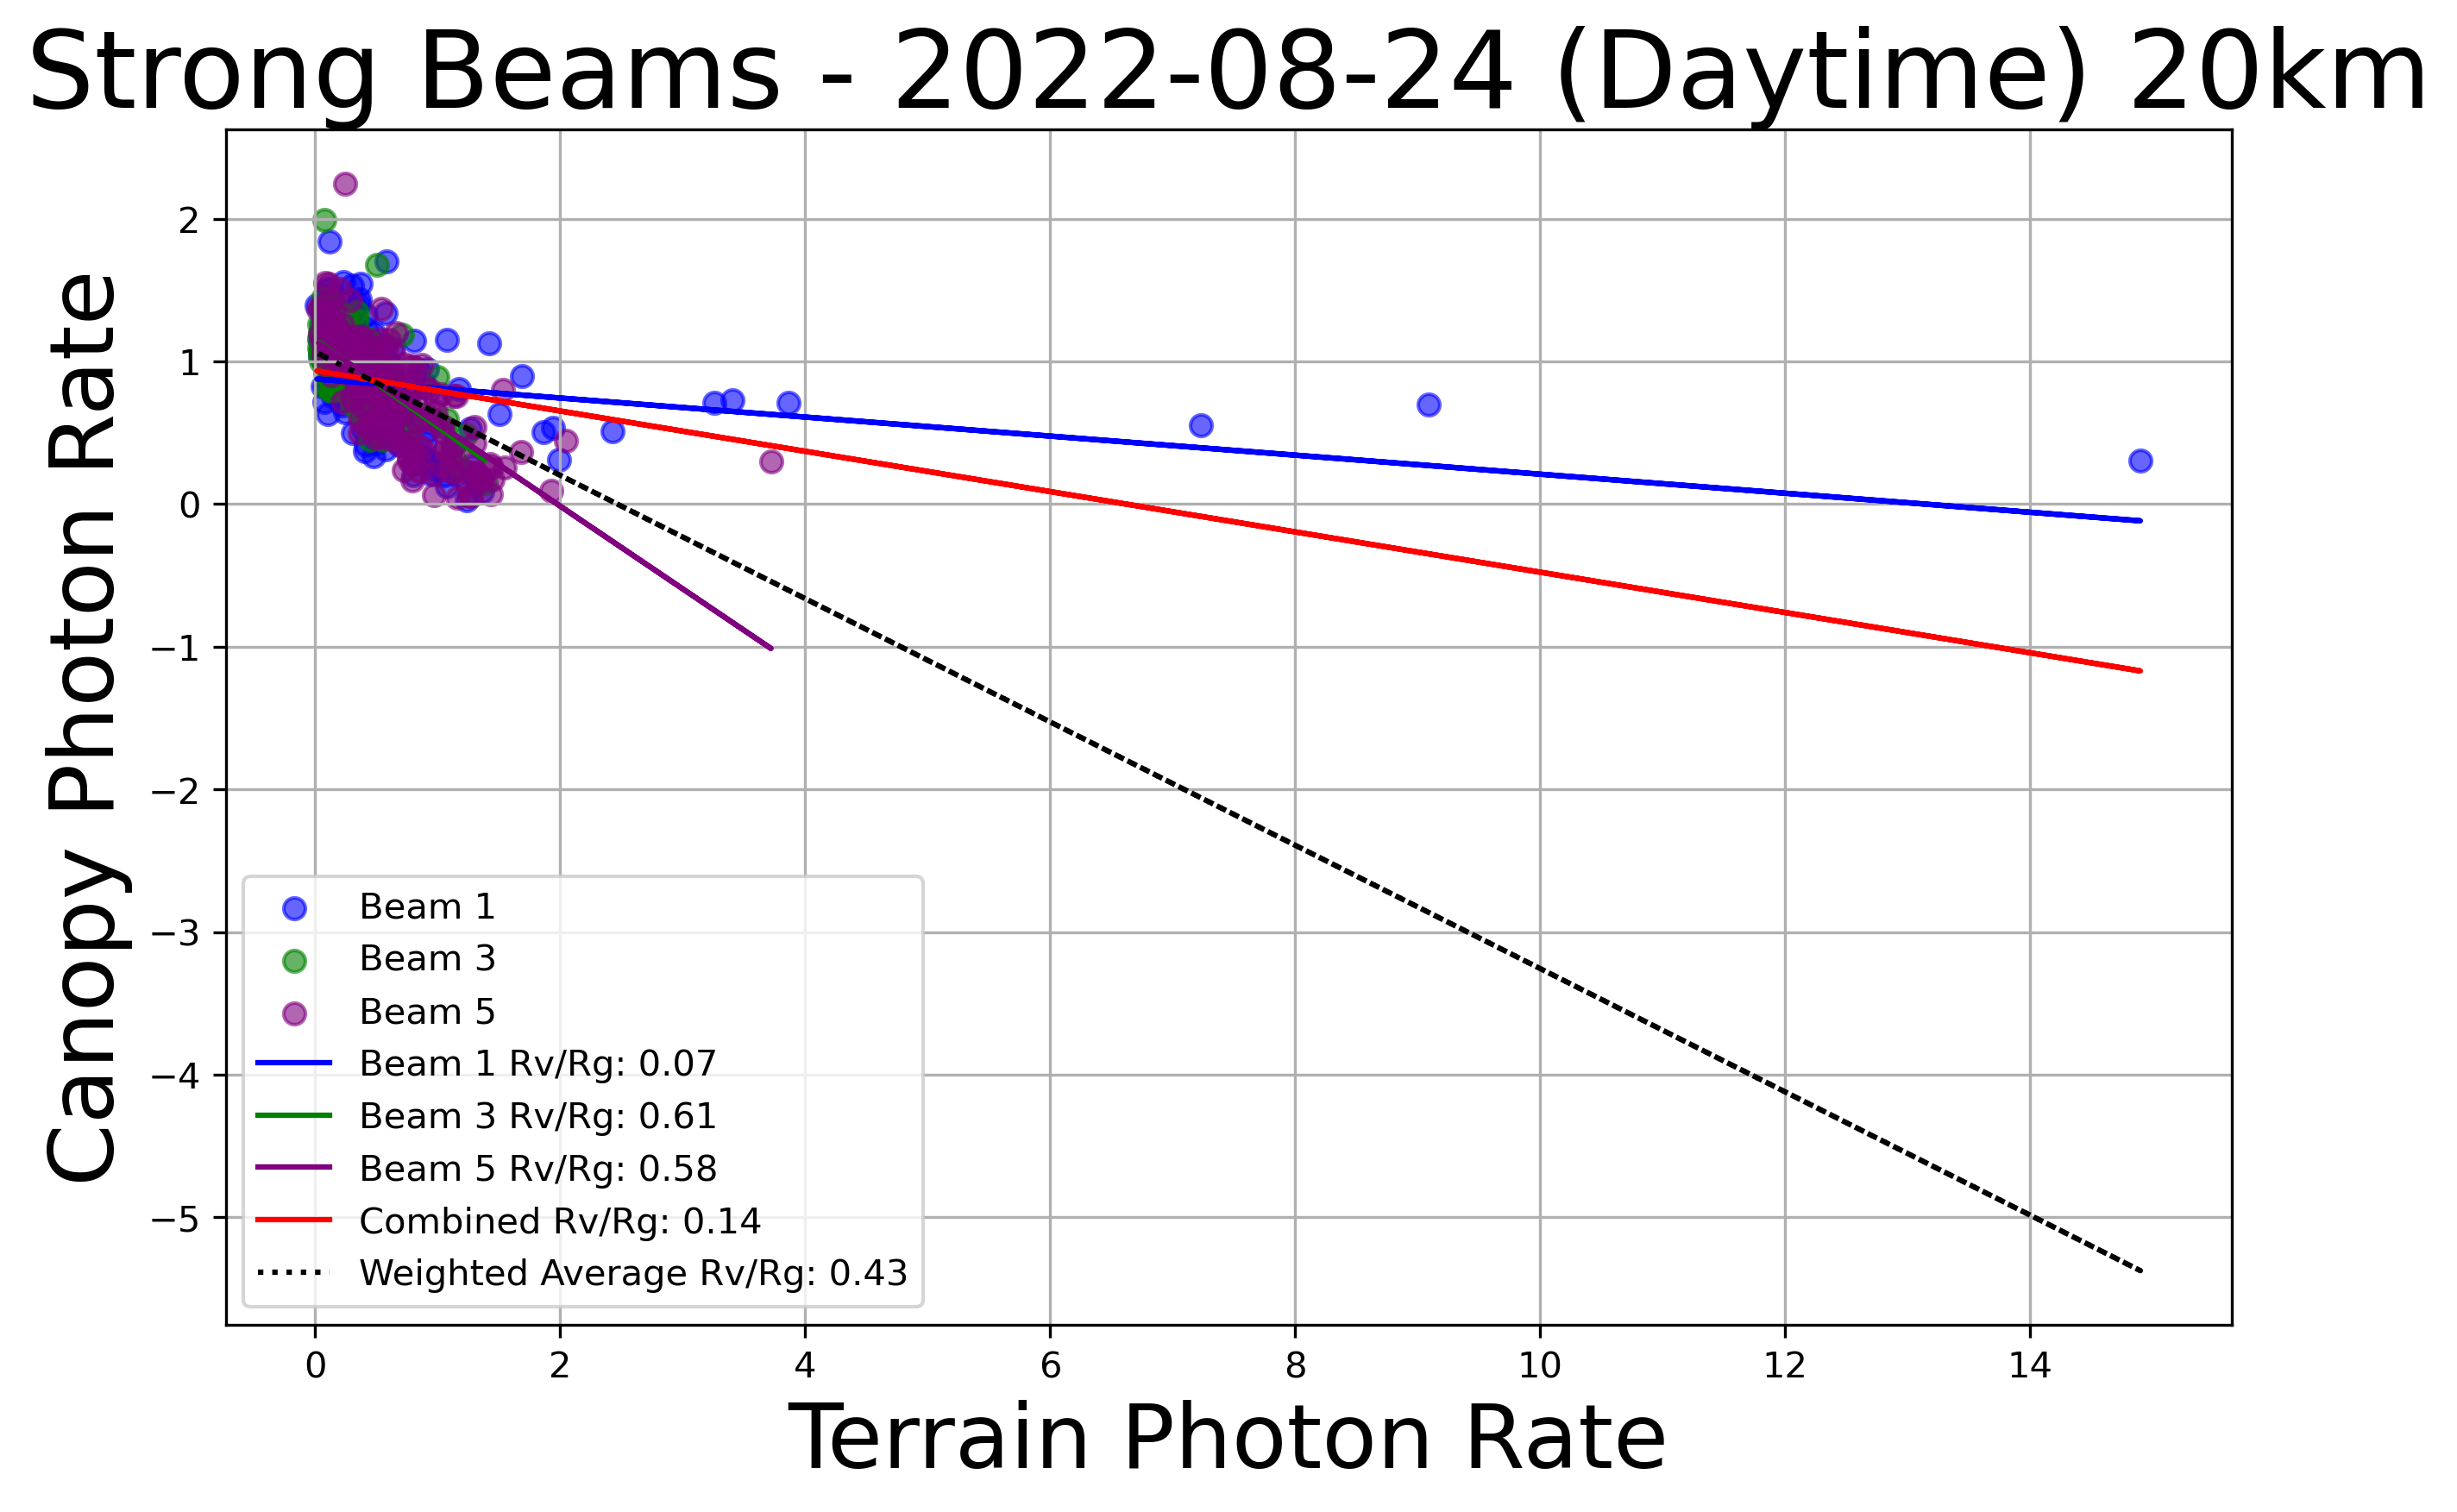 Strong Beams - 2022-08-24 (Daytime) 20km
Canopy Photon Rate
2
1
0
−1
−2
−3
−4
−5
Beam 1
Beam 3
Beam 5
Beam 1 Rv/Rg: 0.07
Beam 3 Rv/Rg: 0.61
Beam 5 Rv/Rg: 0.58
Combined Rv/Rg: 0.14
Weighted Average Rv/Rg: 0.43
0 2 4 6 8 10 12 14
Terrain Photon Rate